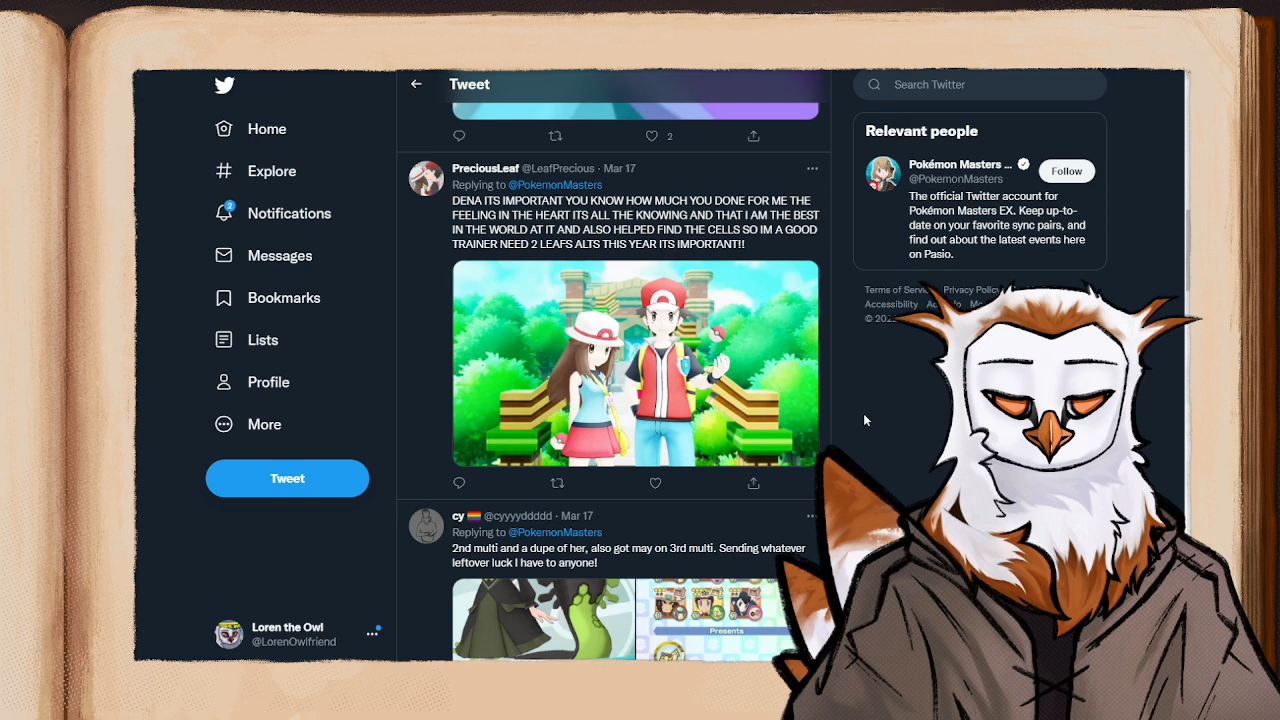 Home
Explore
2
Notifications
Messages
Bookmarks
Lists
Profile
More
Tweet
Loren the Owl
@LorenOwlfriend
Tweet
2
PreciousLeaf @LeafPrecious · Mar 17
Replying to @PokemonMasters
DENA ITS IMPORTANT YOU KNOW HOW MUCH YOU DONE FOR ME THE
FEELING IN THE HEART ITS ALL THE KNOWING AND THAT I AM THE BEST
IN THE WORLD AT IT AND ALSO HELPED FIND THE CELLS SO IM A GOOD
TRAINER NEED 2 LEAFS ALTS THIS YEAR ITS IMPORTANT!!
cy 🏳️‍🌈 @cyyyyddddd · Mar 17
Replying to @PokemonMasters
2nd multi and a dupe of her, also got may on 3rd multi. Sending whatever
leftover luck I have to anyone!
Presents
Search Twitter
Relevant people
Pokémon Masters ...
@PokemonMasters
Follow
The official Twitter account for
Pokémon Masters EX. Keep up-to-
date on your favorite sync pairs, and
find out about the latest events here
on Pasio.
Terms of Privacy
Accessibility
©